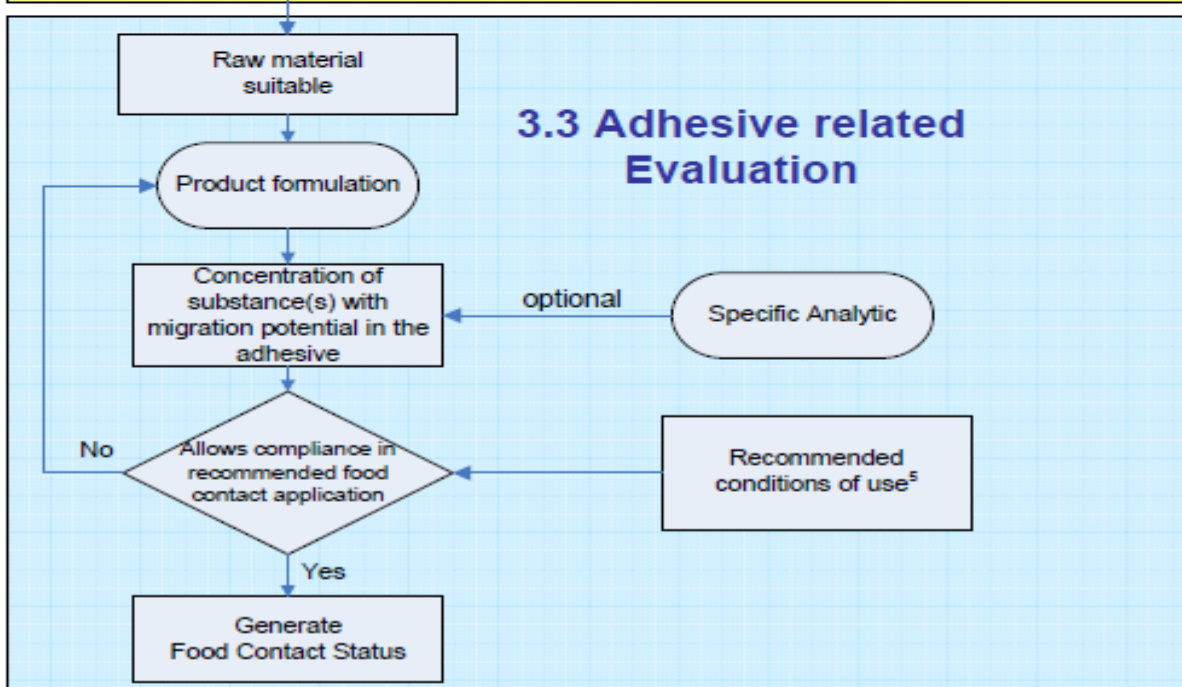 Raw material
suitable
3.3 Adhesive related
Evaluation
Product formulation
Concentration of
substance(s) with
migration potential in the
adhesive
optional
Specific Analytic
No
Allows compliance in
recommended food
contact application
Recommended
conditions of use⁵
Yes
Generate
Food Contact Status